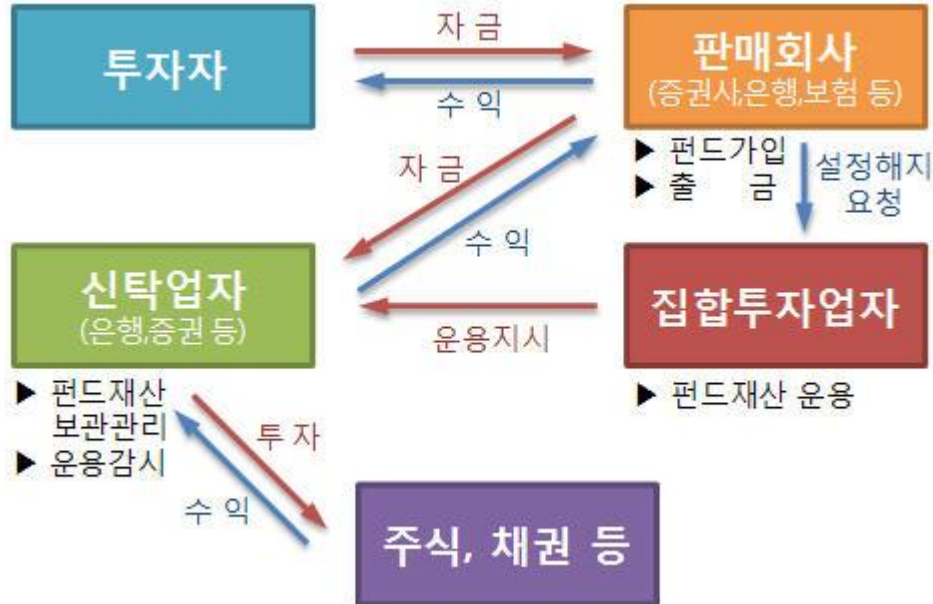 투자자
자 금
수 익
판매회사
(증권사,은행,보험 등)
▶ 펀드가입
▶ 출 금
설정해지
요청
자 금
수 익
신탁업자
(은행,증권 등)
운용지시
집합투자업자
▶ 펀드재산
보관관리
▶ 운용감시
▶ 펀드재산 운용
투 자
수 익
주식, 채권 등